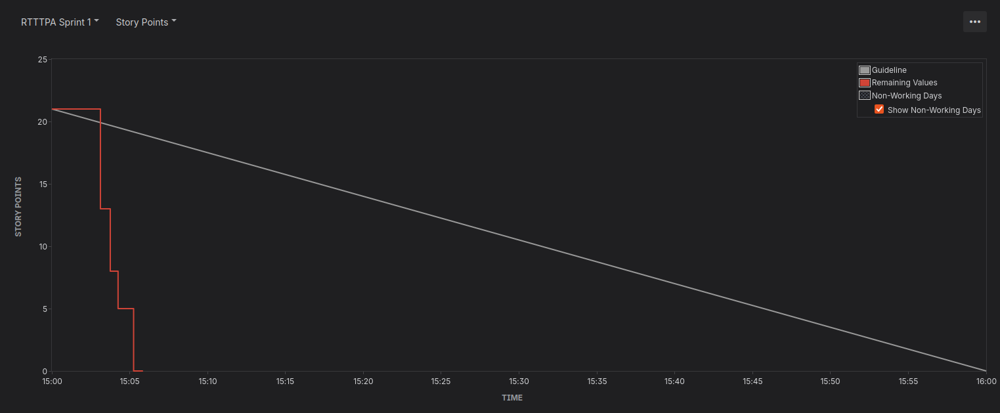 RTTTPA Sprint 1 Story Points •••
25
20
15
10
5
0
STORY POINTS
Guideline
Remaining Values
Non-Working Days
Show Non-Working Days
15:00 15:05 15:10 15:15 15:20 15:25 15:30 15:35 15:40 15:45 15:50 15:55 16:00
TIME